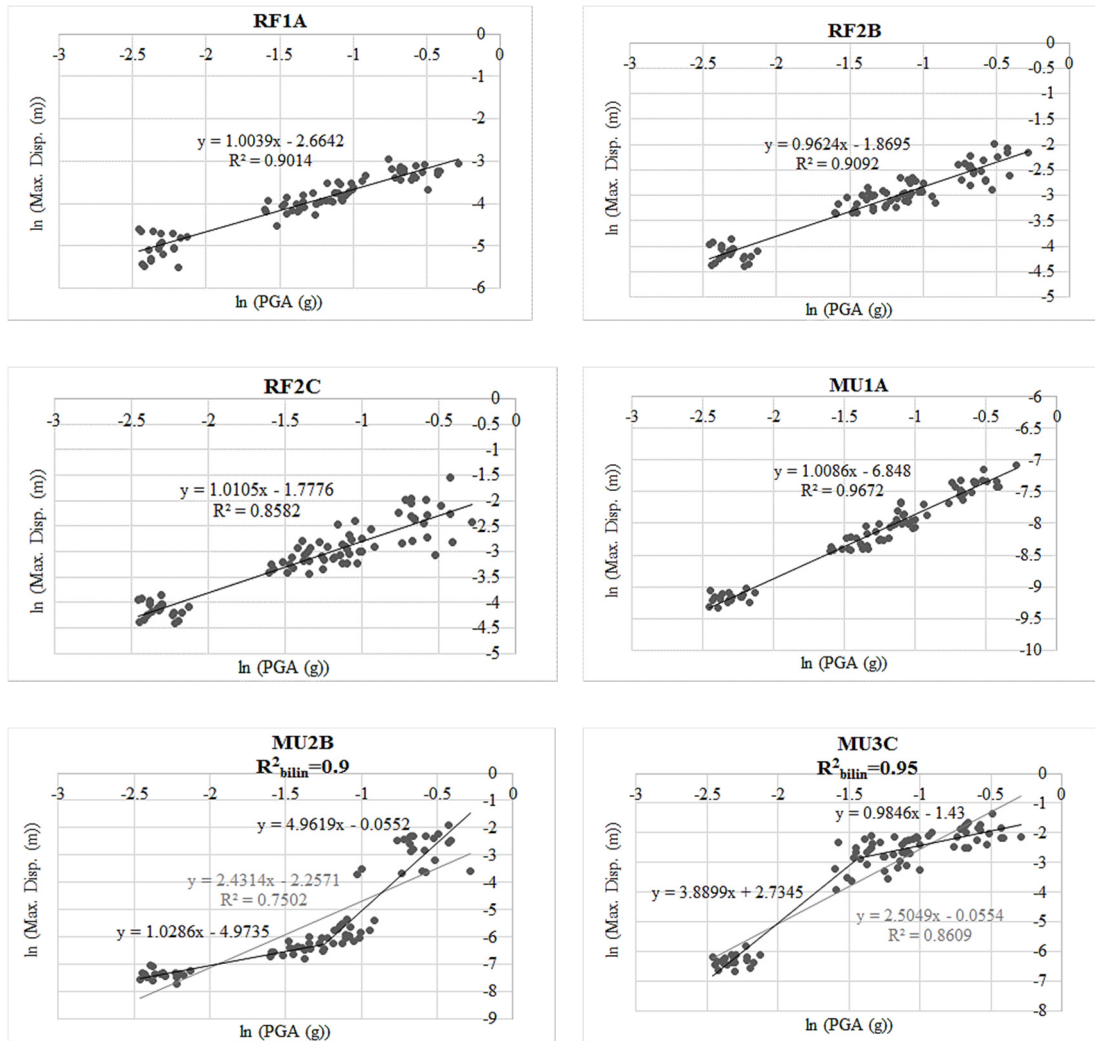 RF1A
0
-3 -2.5 -2 -1.5 -1 -0.5 0
-1
-2
y = 1.0039x - 2.6642
R² = 0.9014
-3
-4
-5
-6
ln (Max. Disp. (m))
ln (PGA (g))
RF2B
0
-3 -2.5 -2 -1.5 -1 -0.5 0
-0.5
-1
-1.5
y = 0.9624x - 1.8695
R² = 0.9092
-2
-2.5
-3
-3.5
-4
-4.5
-5
ln (Max. Disp. (m))
ln (PGA (g))
RF2C
0
-2.5 -2 -1.5 -1 -0.5 0
-0.5
-1
-1.5
y = 1.0105x - 1.7776
R² = 0.8582
-2
-2.5
-3
-3.5
-4
-4.5
-5
ln (Max. Disp. (m))
ln (PGA (g))
MU1A
-6
-3 -2.5 -2 -1.5 -1 -0.5 0
-6.5
-7
y = 1.0086x - 6.848
R² = 0.9672
-7.5
-8
-8.5
-9
-9.5
-10
ln (Max. Disp. (m))
ln (PGA (g))
MU2B
R²bilin=0.9
0
-2.5 -2 -1.5 -1 -0.5 0
-1
y = 4.9619x - 0.0552
-2
-3
y = 2.4314x - 2.2571
R² = 0.7502
-4
-5
y = 1.0286x - 4.9735
-6
-7
-8
-9
ln (Max. Disp. (m))
ln (PGA (g))
MU3C
R²bilin=0.95
0
-3 -2.5 -2 -1.5 -1 -0.5 0
y = 0.9846x - 1.43
-1
-2
-3
y = 3.8899x + 2.7345
-4
y = 2.5049x - 0.0554
R² = 0.8609
-5
-6
-7
-8
ln (Max. Disp. (m))
ln (PGA (g))